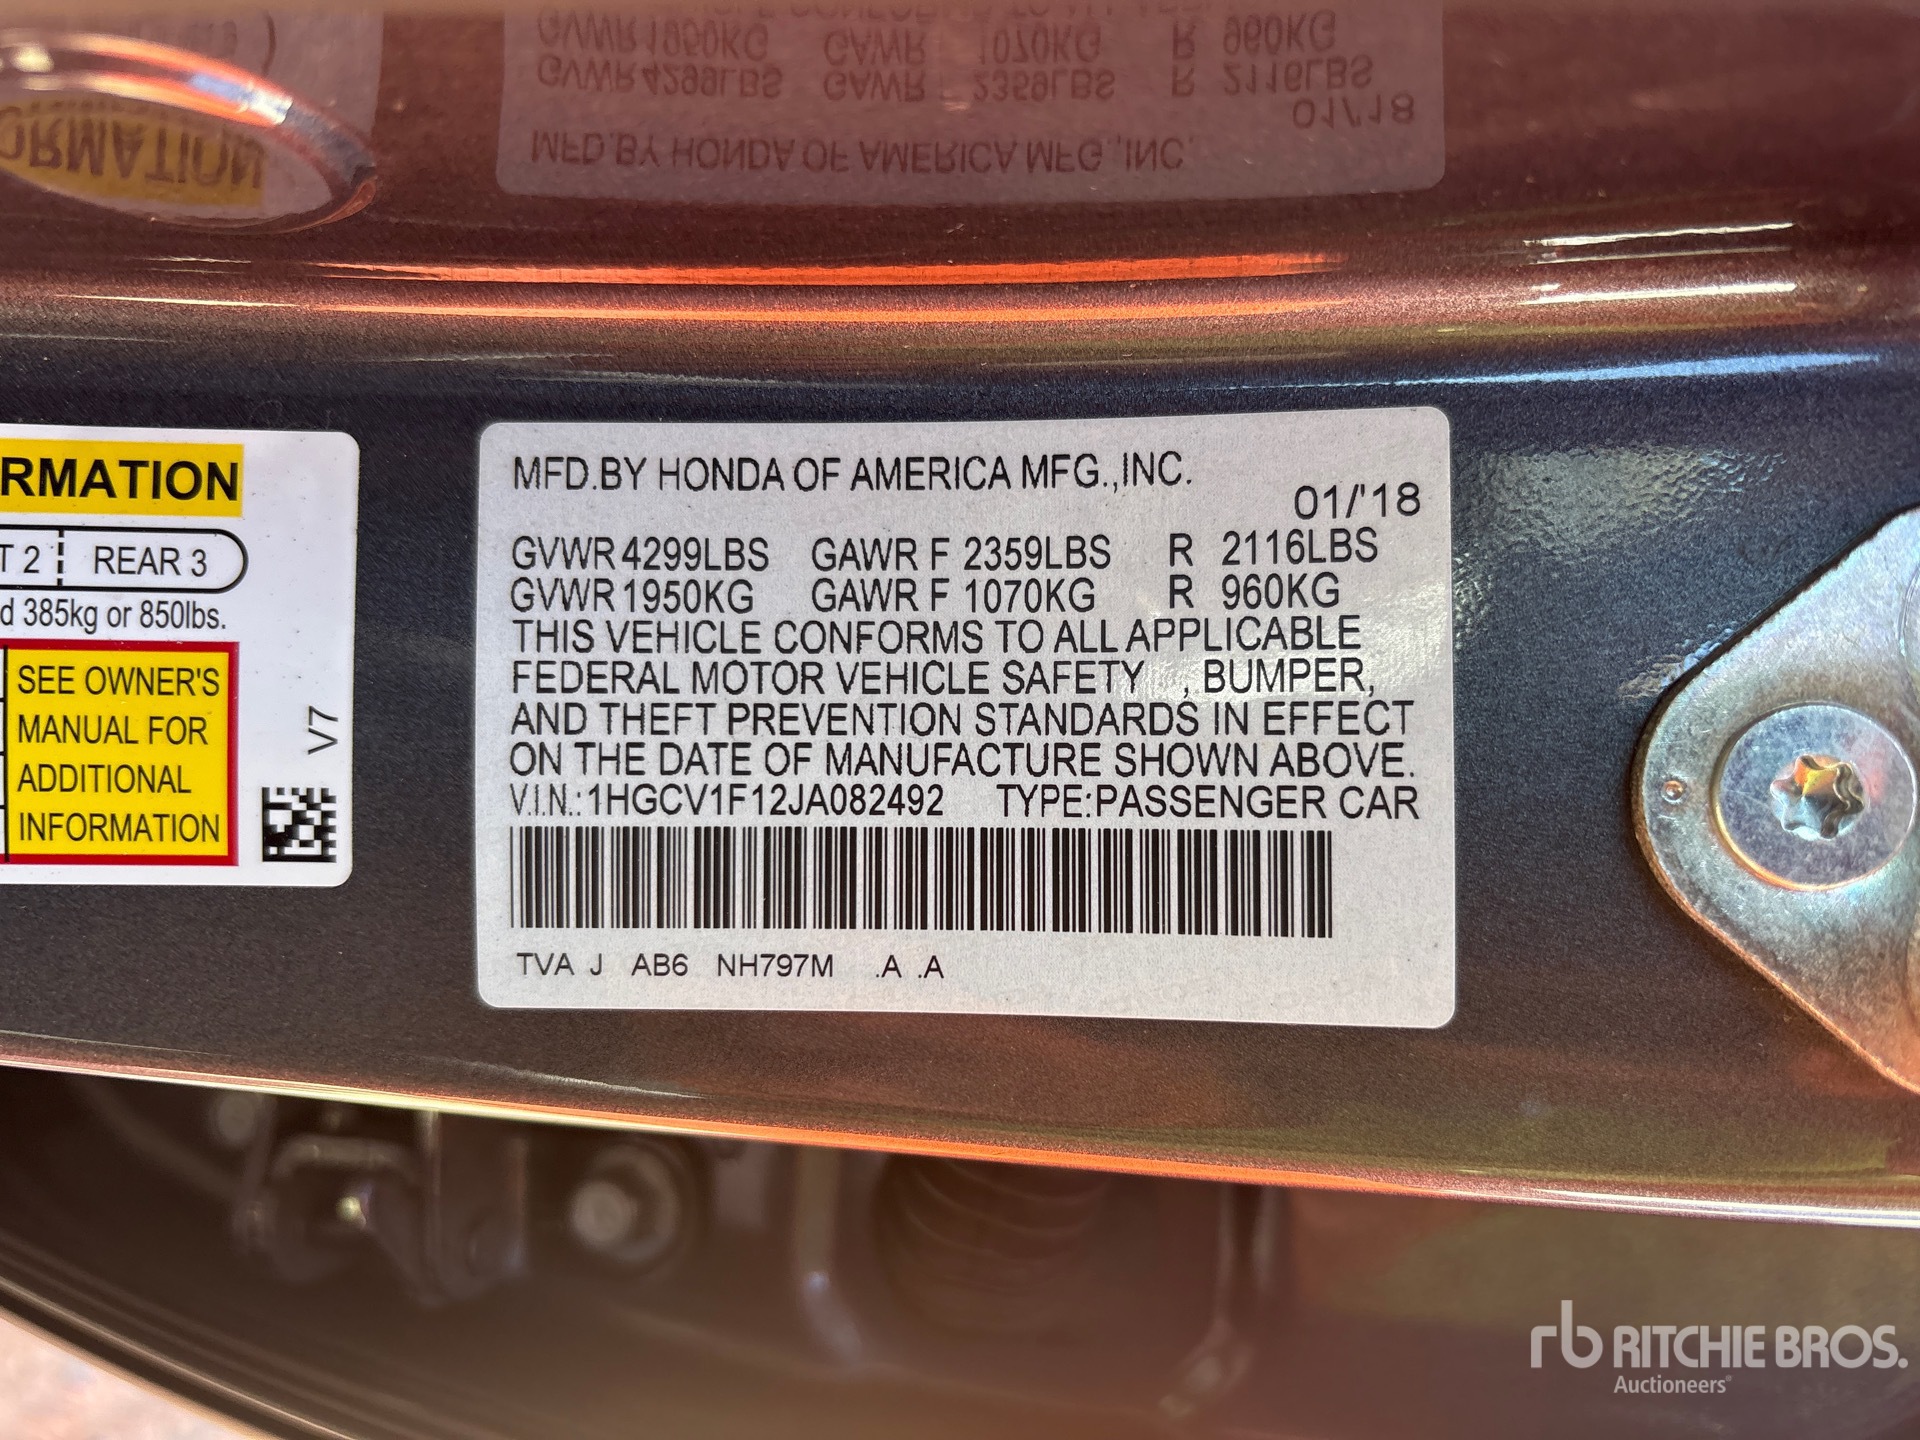 RMATION
T 2 REAR 3
d 385kg or 850lbs.
SEE OWNER'S
MANUAL FOR
ADDITIONAL
INFORMATION
V7
MFD.BY HONDA OF AMERICA MFG.,INC.
01/'18
GVWR 4299LBS GAWR F 2359LBS R 2116LBS
GVWR 1950KG GAWR F 1070KG R 960KG
THIS VEHICLE CONFORMS TO ALL APPLICABLE
FEDERAL MOTOR VEHICLE SAFETY , BUMPER,
AND THEFT PREVENTION STANDARDS IN EFFECT
ON THE DATE OF MANUFACTURE SHOWN ABOVE.
V.I.N.:1HGCV1F12JA082492 TYPE:PASSENGER CAR
TVA J AB6 NH797M .A .A
rb RITCHIE BROS.
Auctioneers